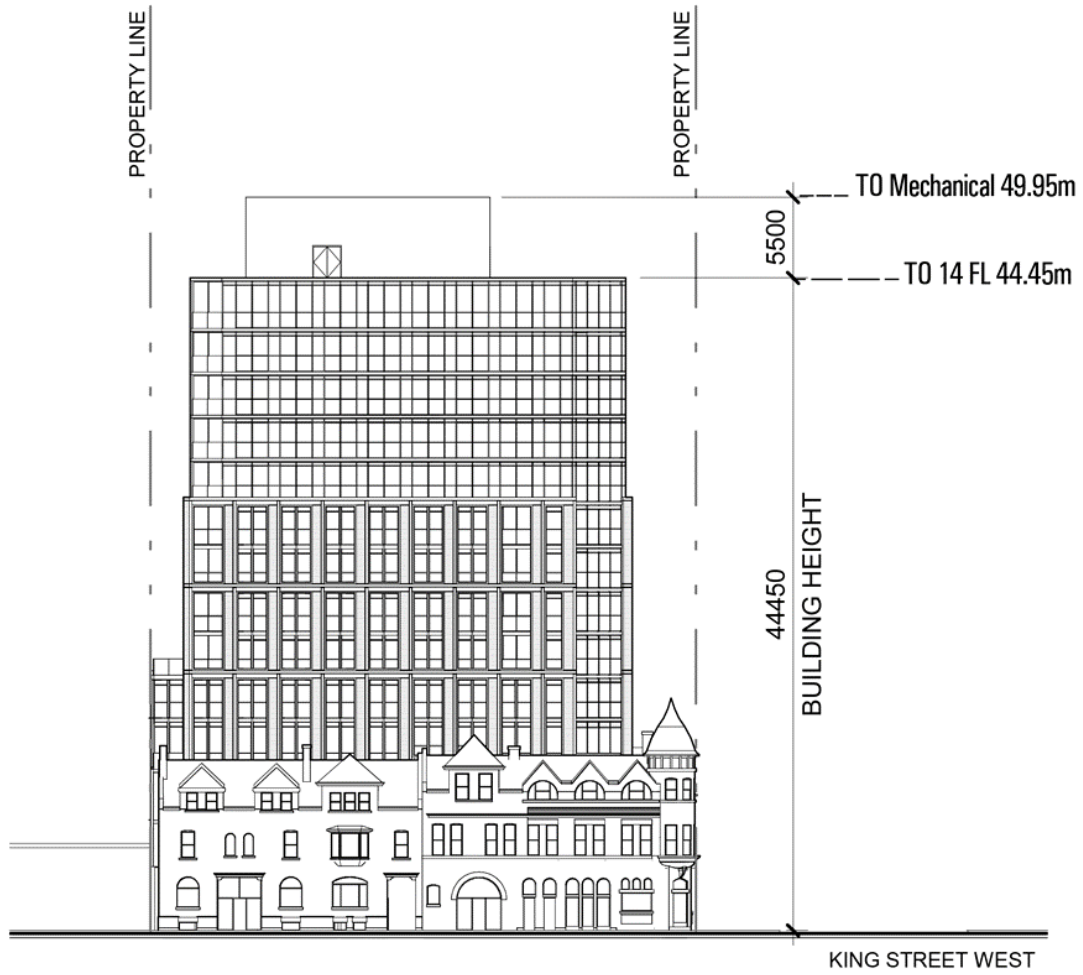 PROPERTY LINE
PROPERTY LINE
TO Mechanical 49.95m
5500
TO 14 FL 44.45m
44450
BUILDING HEIGHT
KING STREET WEST